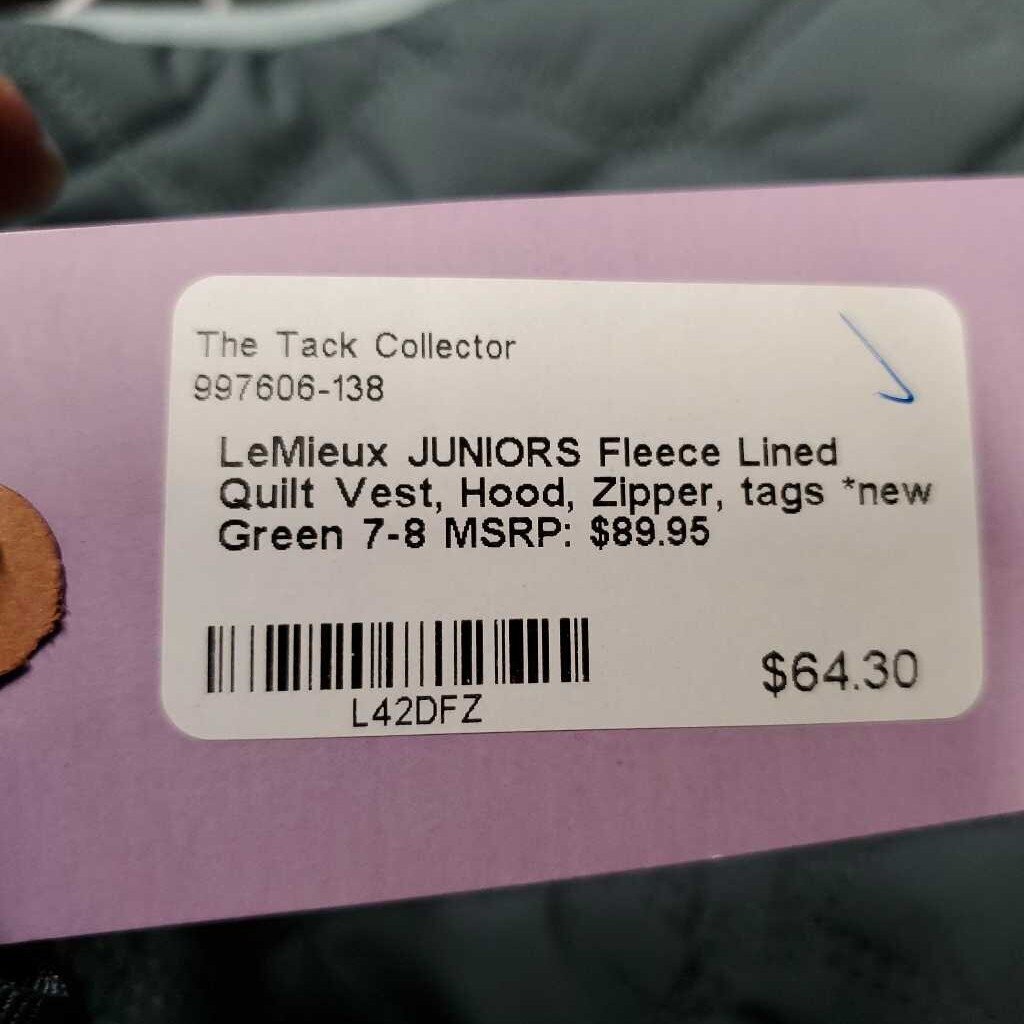 The Tack Collector
997606-138
LeMieux JUNIORS Fleece Lined
Quilt Vest, Hood, Zipper, tags *new
Green 7-8 MSRP: $89.95
L42DFZ
$64.30